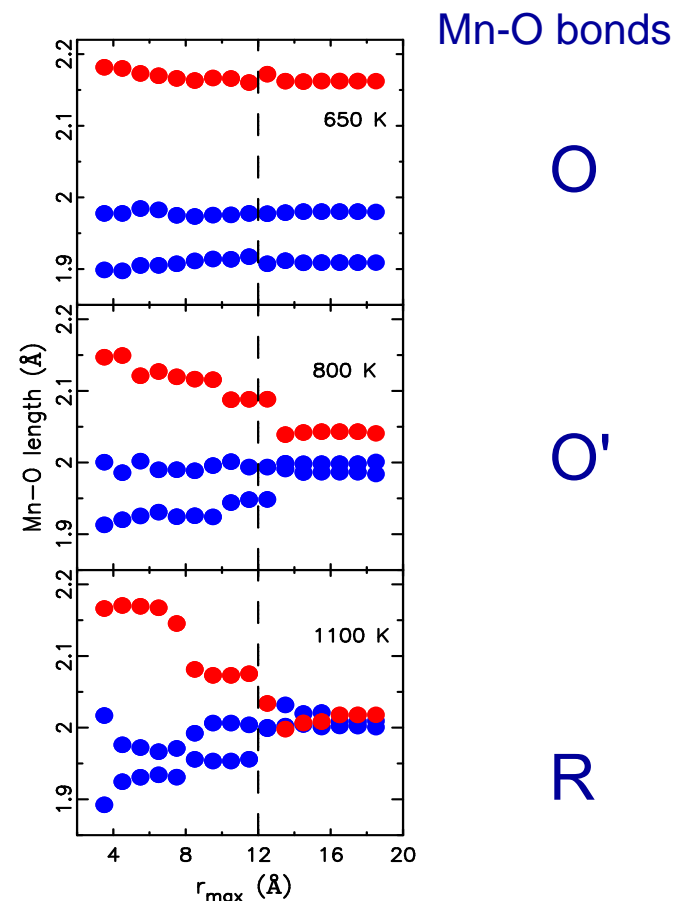 Mn-O bonds
2.2
2.1
2
1.9
650 K
O
2.2
2.1
2
1.9
800 K
O'
Mn−O length (Å)
2.2
2.1
2
1.9
1100 K
R
4 8 12 16 20
rmax (Å)